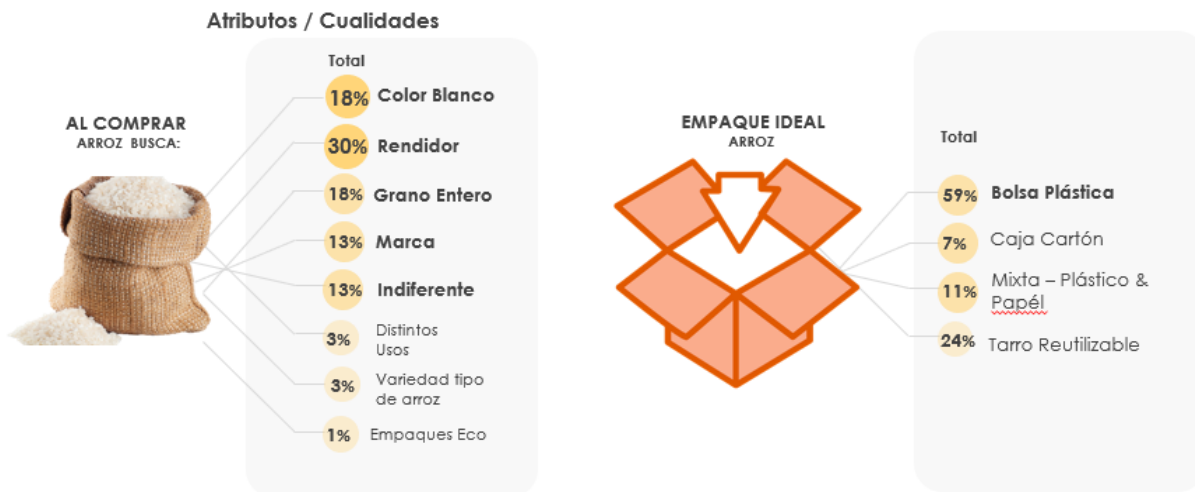 Atributos / Cualidades
AL COMPRAR
ARROZ BUSCA:
Total
18% Color Blanco
30% Rendidor
18% Grano Entero
13% Marca
13% Indiferente
3% Distintos
Usos
3% Variedad tipo
de arroz
1% Empaques Eco
EMPAQUE IDEAL
ARROZ
Total
59% Bolsa Plástica
7% Caja Cartón
11% Mixta – Plástico &
Papél
24% Tarro Reutilizable